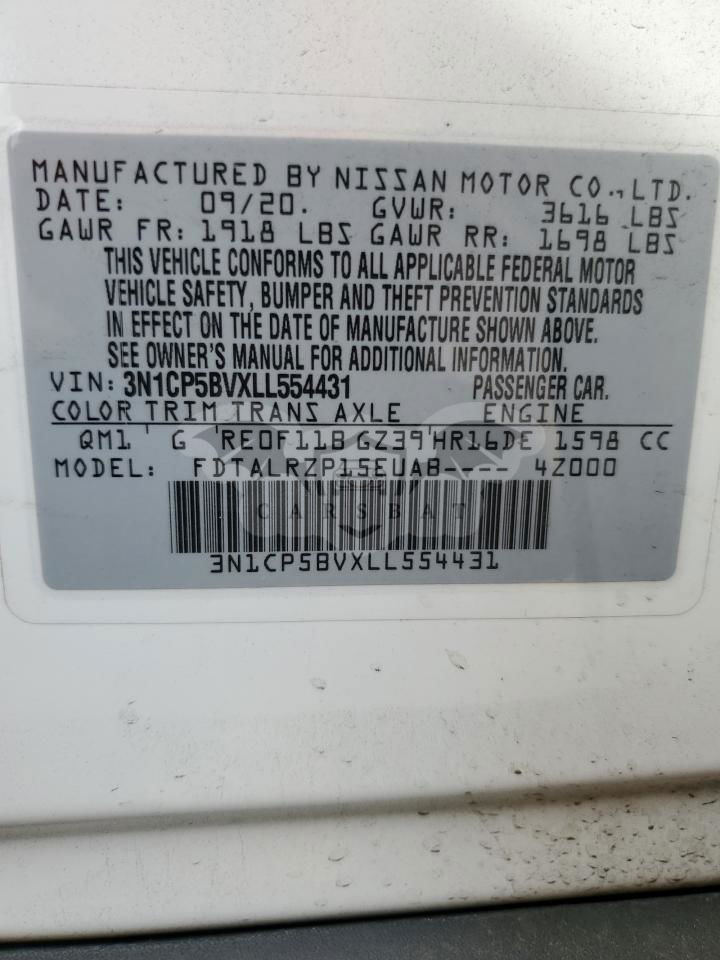 MANUFACTURED BY NISSAN MOTOR CO., LTD.
DATE: 09/20. GVWR: 3616 LBS
GAWR FR: 1918 LBS GAWR RR: 1698 LBS
THIS VEHICLE CONFORMS TO ALL APPLICABLE FEDERAL MOTOR
VEHICLE SAFETY, BUMPER AND THEFT PREVENTION STANDARDS
IN EFFECT ON THE DATE OF MANUFACTURE SHOWN ABOVE.
SEE OWNER'S MANUAL FOR ADDITIONAL INFORMATION.
VIN: 3N1CP5BVXLL554431 PASSENGER CAR.
COLOR TRIM TRANS AXLE ENGINE
QM1 G RE0F11B GZ39 HR16DE 1598 CC
MODEL: FDTALRZP15EUAB---- 4Z000
CARSBAT
3N1CP5BVXLL554431